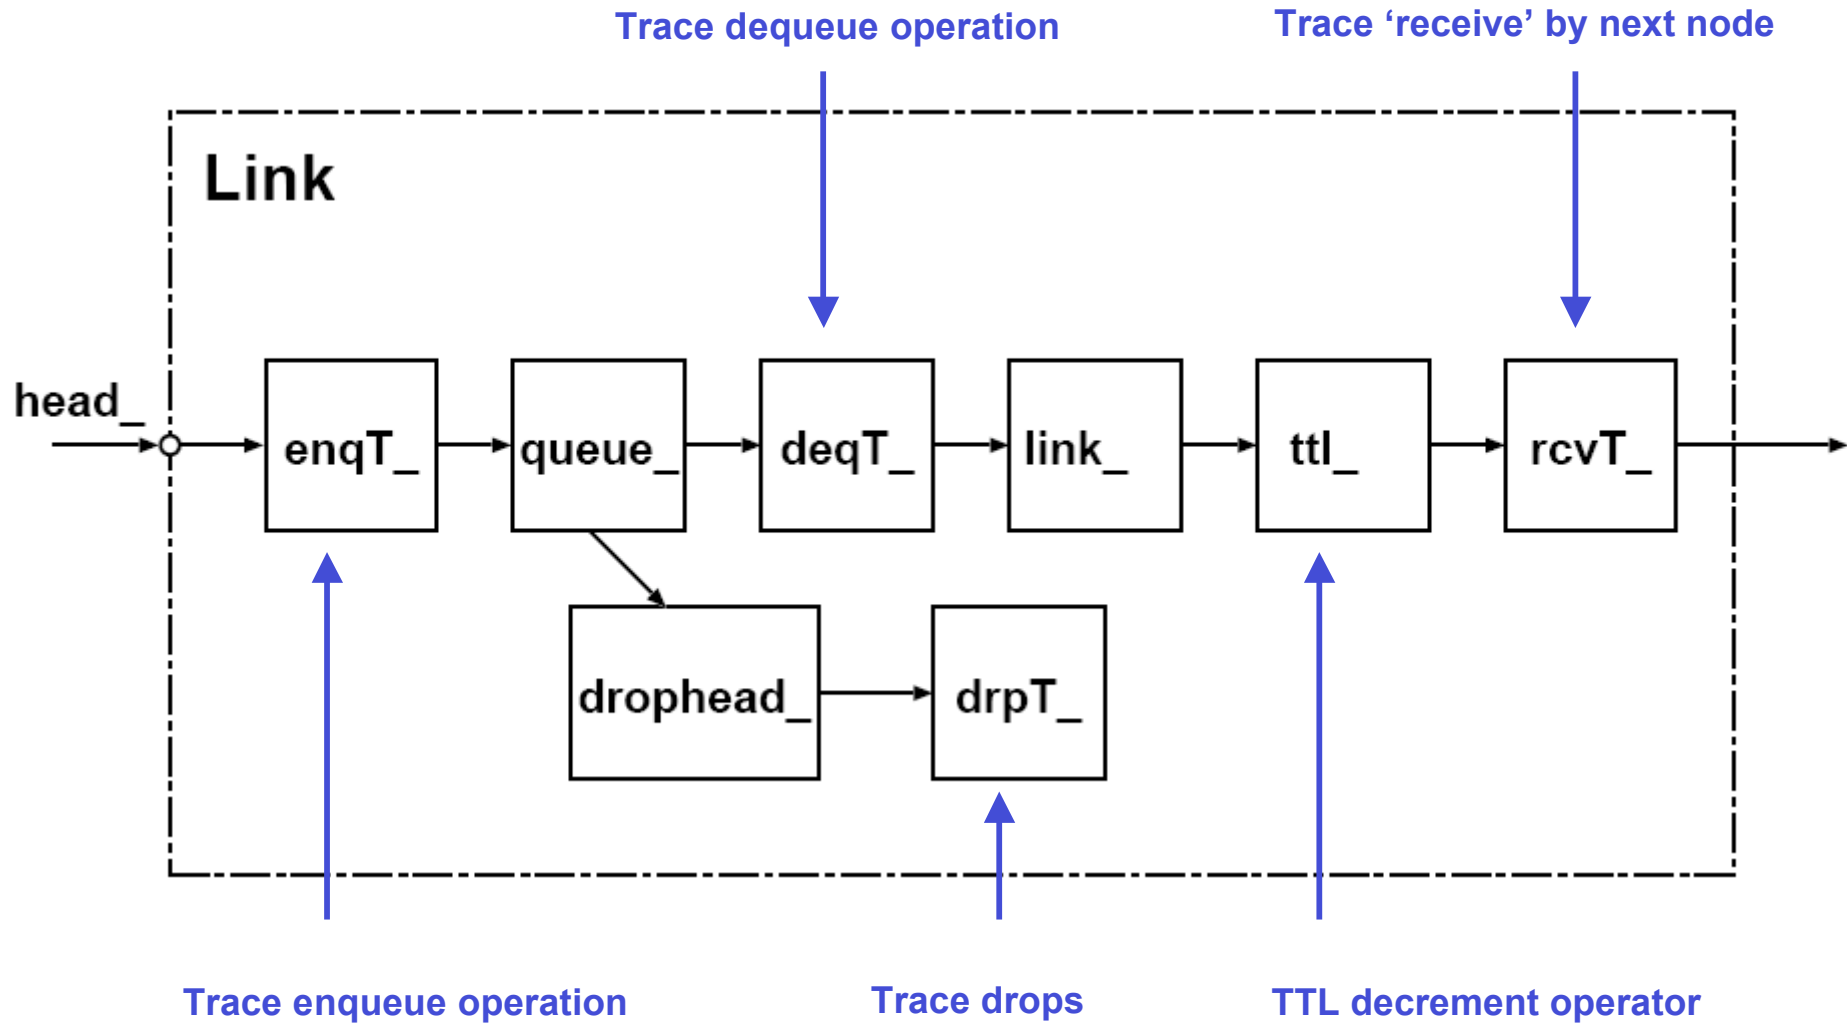 Trace dequeue operation
Trace ‘receive’ by next node
Link
head_
enqT_
queue_
deqT_
link_
ttl_
rcvT_
drophead_
drpT_
Trace enqueue operation
Trace drops
TTL decrement operator